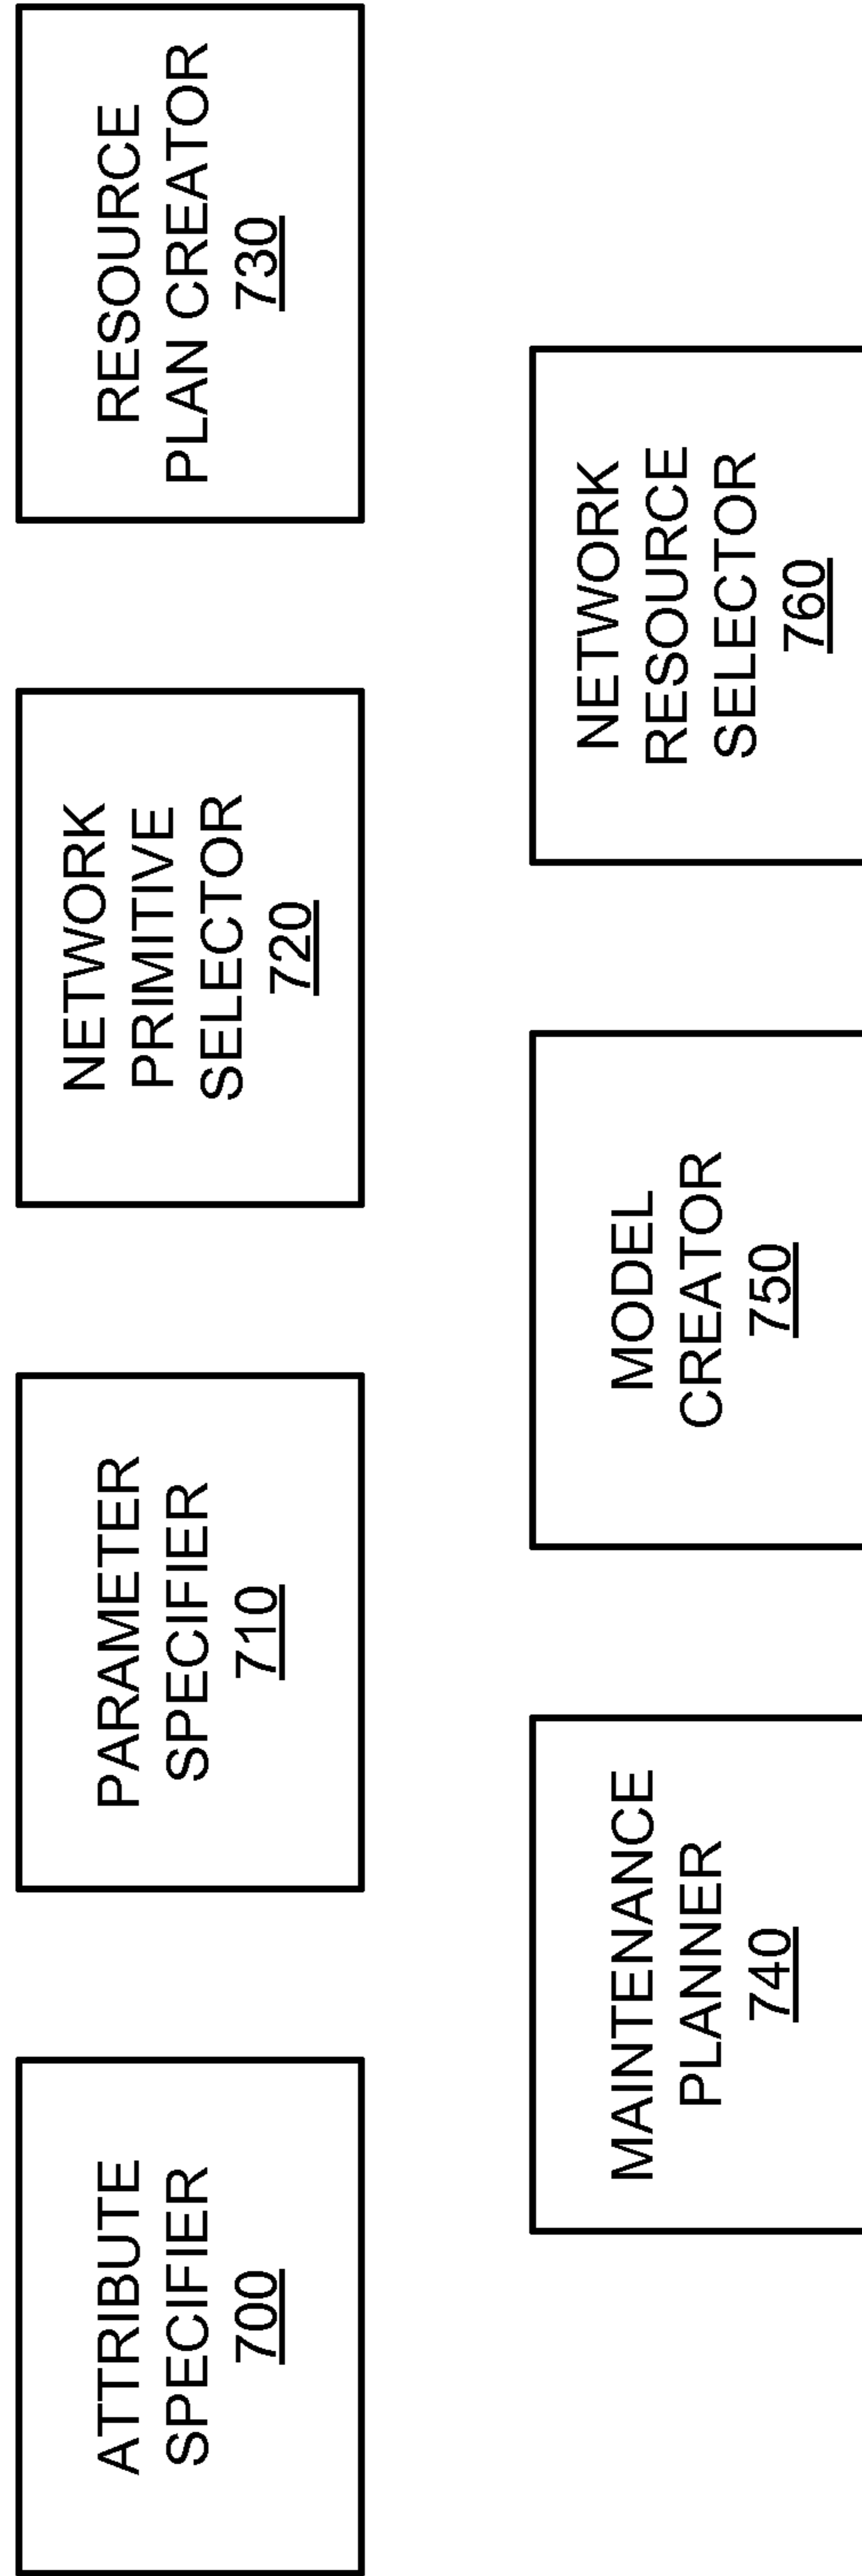 ATTRIBUTE
SPECIFIER
700
PARAMETER
SPECIFIER
710
NETWORK
PRIMITIVE
SELECTOR
720
RESOURCE
PLAN CREATOR
730
MAINTENANCE
PLANNER
740
MODEL
CREATOR
750
NETWORK
RESOURCE
SELECTOR
760